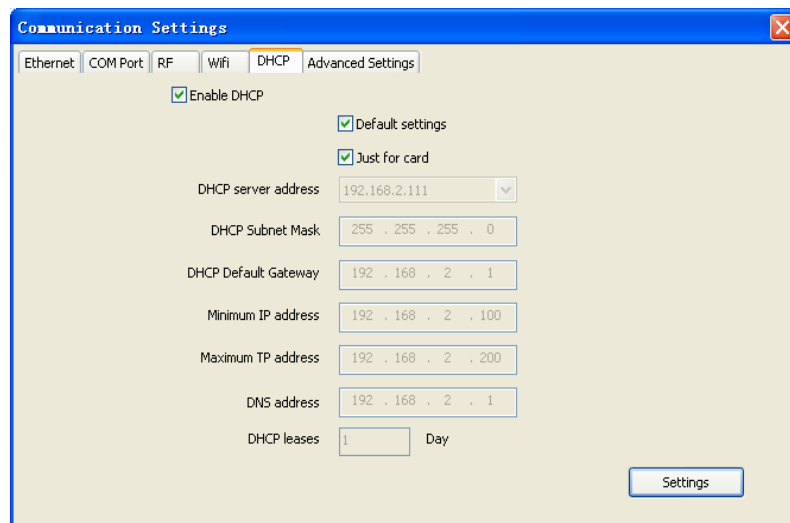 Communication Settings
Ethernet COM Port RF Wifi DHCP Advanced Settings
Enable DHCP
Default settings
Just for card
DHCP server address 192.168.2.111
DHCP Subnet Mask 255 . 255 . 255 . 0
DHCP Default Gateway 192 . 168 . 2 . 1
Minimum IP address 192 . 168 . 2 . 100
Maximum TP address 192 . 168 . 2 . 200
DNS address 192 . 168 . 2 . 1
DHCP leases 1 Day
Settings